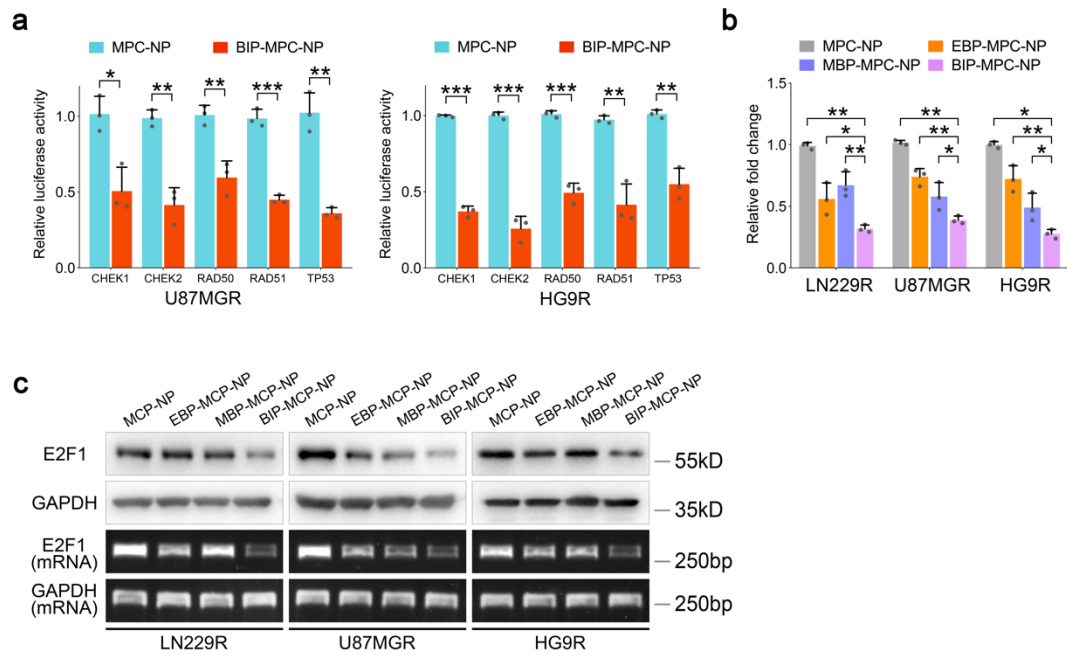 a
MPC-NP BIP-MPC-NP
Relative luciferase activity
1.0
0.5
0.0
* ** ** *** **
CHEK1 CHEK2 RAD50 RAD51 TP53
U87MGR
MPC-NP BIP-MPC-NP
Relative luciferase activity
1.0
0.5
0.0
*** *** *** ** **
CHEK1 CHEK2 RAD50 RAD51 TP53
HG9R
b
MPC-NP EBP-MPC-NP
MBP-MPC-NP BIP-MPC-NP
Relative fold change
1.5
1.0
0.5
0.0
** ** *
* ** **
** * *
LN229R U87MGR HG9R
c
MCP-NP EBP-MCP-NP MBP-MCP-NP BIP-MCP-NP MCP-NP EBP-MCP-NP MBP-MCP-NP BIP-MCP-NP MCP-NP EBP-MCP-NP MBP-MCP-NP BIP-MCP-NP
E2F1 55kD
GAPDH 35kD
E2F1
(mRNA) 250bp
GAPDH
(mRNA) 250bp
LN229R U87MGR HG9R